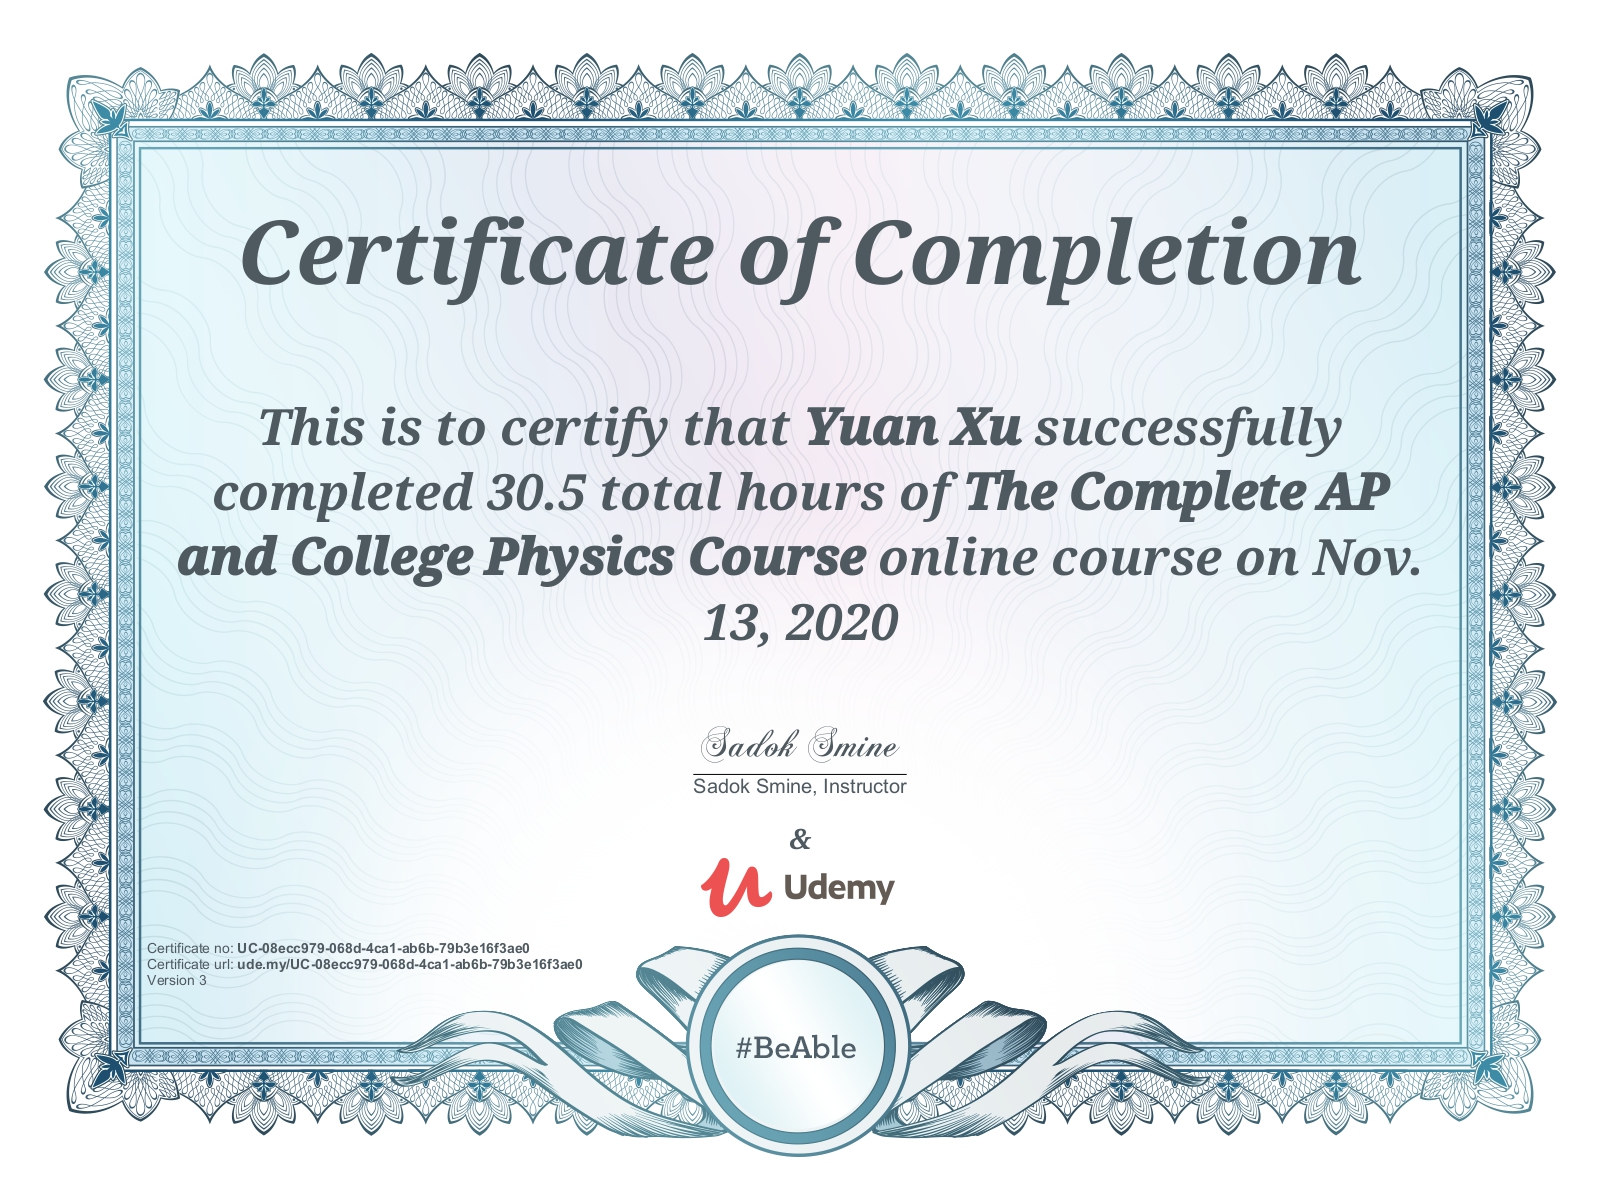 Certificate of Completion
This is to certify that Yuan Xu successfully
completed 30.5 total hours of The Complete AP
and College Physics Course online course on Nov.
13, 2020
Sadok Smine
Sadok Smine, Instructor
&
Udemy
Certificate no: UC-08ecc979-068d-4ca1-ab6b-79b3e16f3ae0
Certificate url: ude.my/UC-08ecc979-068d-4ca1-ab6b-79b3e16f3ae0
Version 3
#BeAble